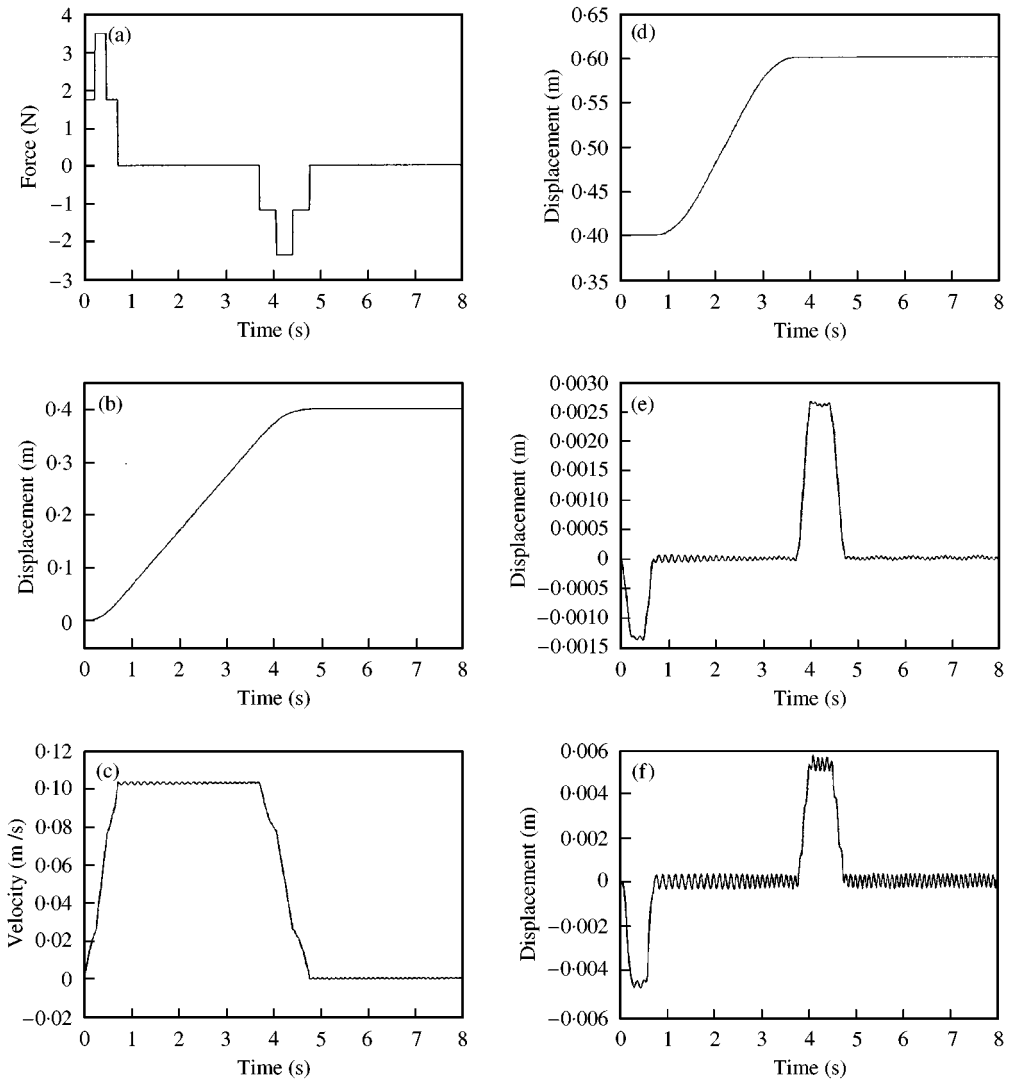 (a)
4
3
2
1
0
−1
−2
−3
Force (N)
0 1 2 3 4 5 6 7 8
Time (s)
(d)
0·65
0·60
0·55
0·50
0·45
0·40
0·35
Displacement (m)
0 1 2 3 4 5 6 7 8
Time (s)
(b)
0·4
0·3
0·2
0·1
0
Displacement (m)
0 1 2 3 4 5 6 7 8
Time (s)
(e)
0·0030
0·0025
0·0020
0·0015
0·0010
0·0005
0
−0·0005
−0·0010
−0·0015
Displacement (m)
0 1 2 3 4 5 6 7 8
Time (s)
(c)
0·12
0·10
0·08
0·06
0·04
0·02
0
−0·02
Velocity (m /s)
0 1 2 3 4 5 6 7 8
Time (s)
(f)
0·006
0·004
0·002
0
−0·002
−0·004
−0·006
Displacement (m)
0 1 2 3 4 5 6 7 8
Time (s)